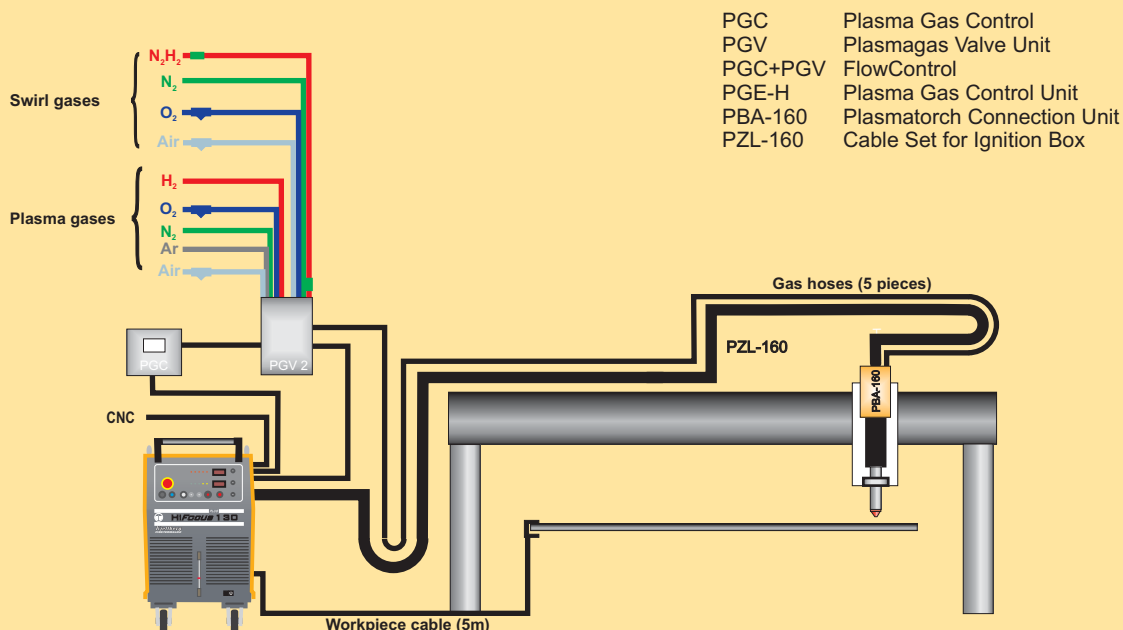 PGC Plasma Gas Control
PGV Plasmagas Valve Unit
PGC+PGV FlowControl
PGE-H Plasma Gas Control Unit
PBA-160 Plasmatorch Connection Unit
PZL-160 Cable Set for Ignition Box
Swirl gases
N₂H₂
N₂
O₂
Air
Plasma gases
H₂
O₂
N₂
Ar
Air
Gas hoses (5 pieces)
PZL-160
PBA-160
PGC
PGV 2
CNC
HiFocus 130
Workpiece cable (5m)